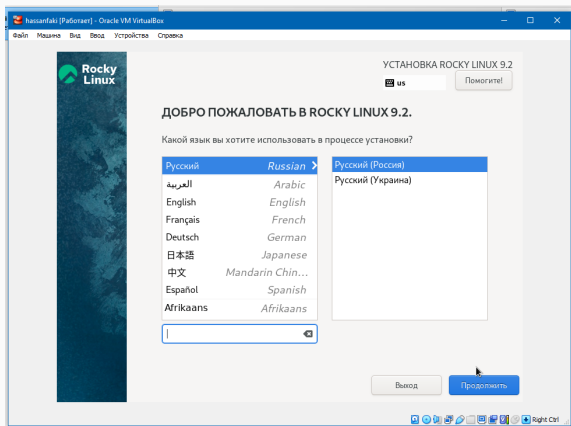 hassanfaki [Работает] - Oracle VM VirtualBox
Файл Машина Вид Ввод Устройства Справка
Rocky
Linux
УСТАНОВКА ROCKY LINUX 9.2
us
Помогите!
ДОБРО ПОЖАЛОВАТЬ В ROCKY LINUX 9.2.
Какой язык вы хотите использовать в процессе установки?
Русский Russian
العربية Arabic
English English
Français French
Deutsch German
日本語 Japanese
中文 Mandarin Chin...
Español Spanish
Afrikaans Afrikaans
Русский (Россия)
Русский (Украина)
Выход
Продолжить
Right Ctrl